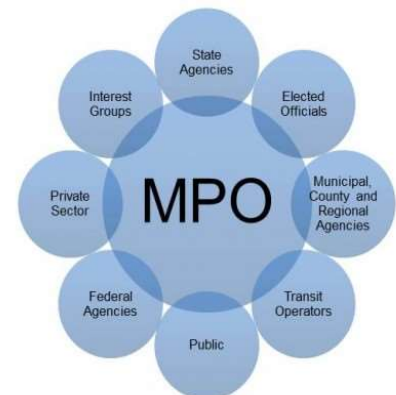 State
Agencies
Interest
Groups
Elected
Officials
Private
Sector
MPO
Municipal,
County and
Regional
Agencies
Federal
Agencies
Transit
Operators
Public